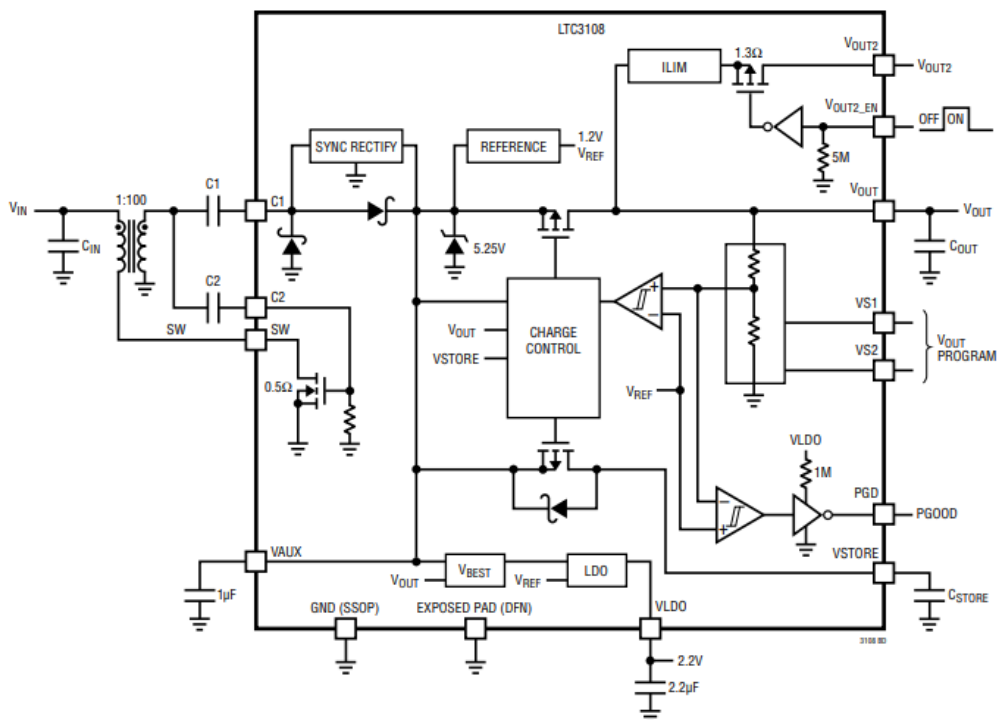 LTC3108
VOUT2
1.3Ω
ILIM
VOUT2
VOUT2_EN
OFF ON
SYNC RECTIFY
REFERENCE
1.2V
VREF
5M
C1
1:100
VIN
C1
VOUT
VOUT
CIN
5.25V
COUT
C2
C2
VS1
SW
SW
+
−
VOUT
CHARGE
CONTROL
VOUT
PROGRAM
VSTORE
VS2
0.5Ω
VREF
VLDO
1M
−
+
PGD
PGOOD
VSTORE
VAUX
VOUT
VBEST
VREF
LDO
1µF
CSTORE
GND (SSOP)
EXPOSED PAD (DFN)
VLDO
3108 BD
2.2V
2.2µF